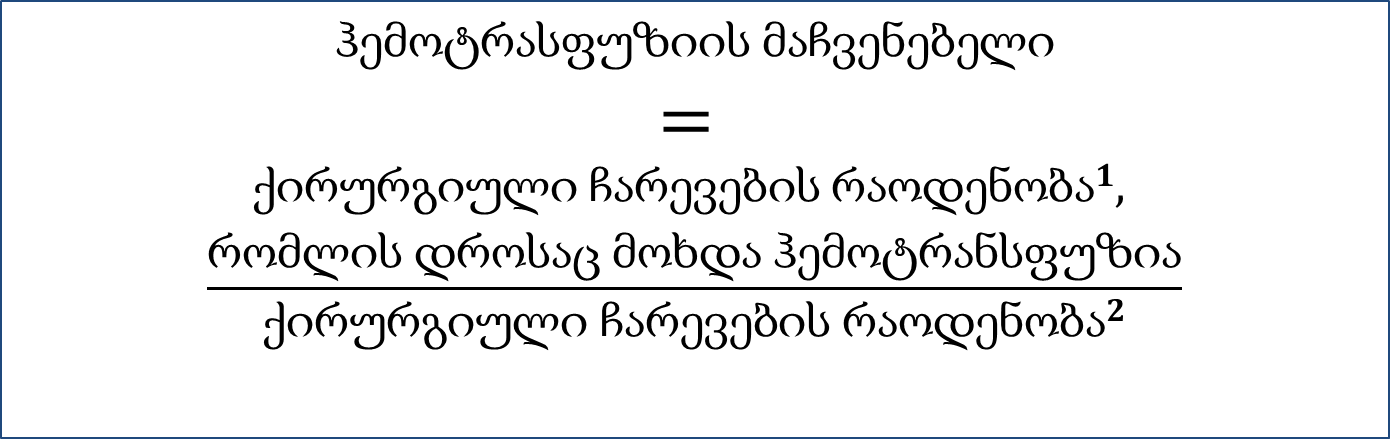 ჰემოტრასფუზიის მაჩვენებელი
=
ქირურგიული ჩარევების რაოდენობა¹,
რომლის დროსაც მოხდა ჰემოტრანსფუზია
ქირურგიული ჩარევების რაოდენობა²